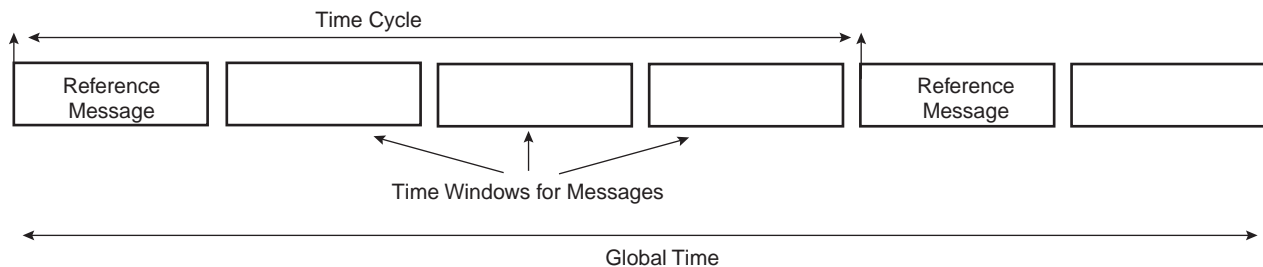 Time Cycle
Reference
Message
Reference
Message
Time Windows for Messages
Global Time